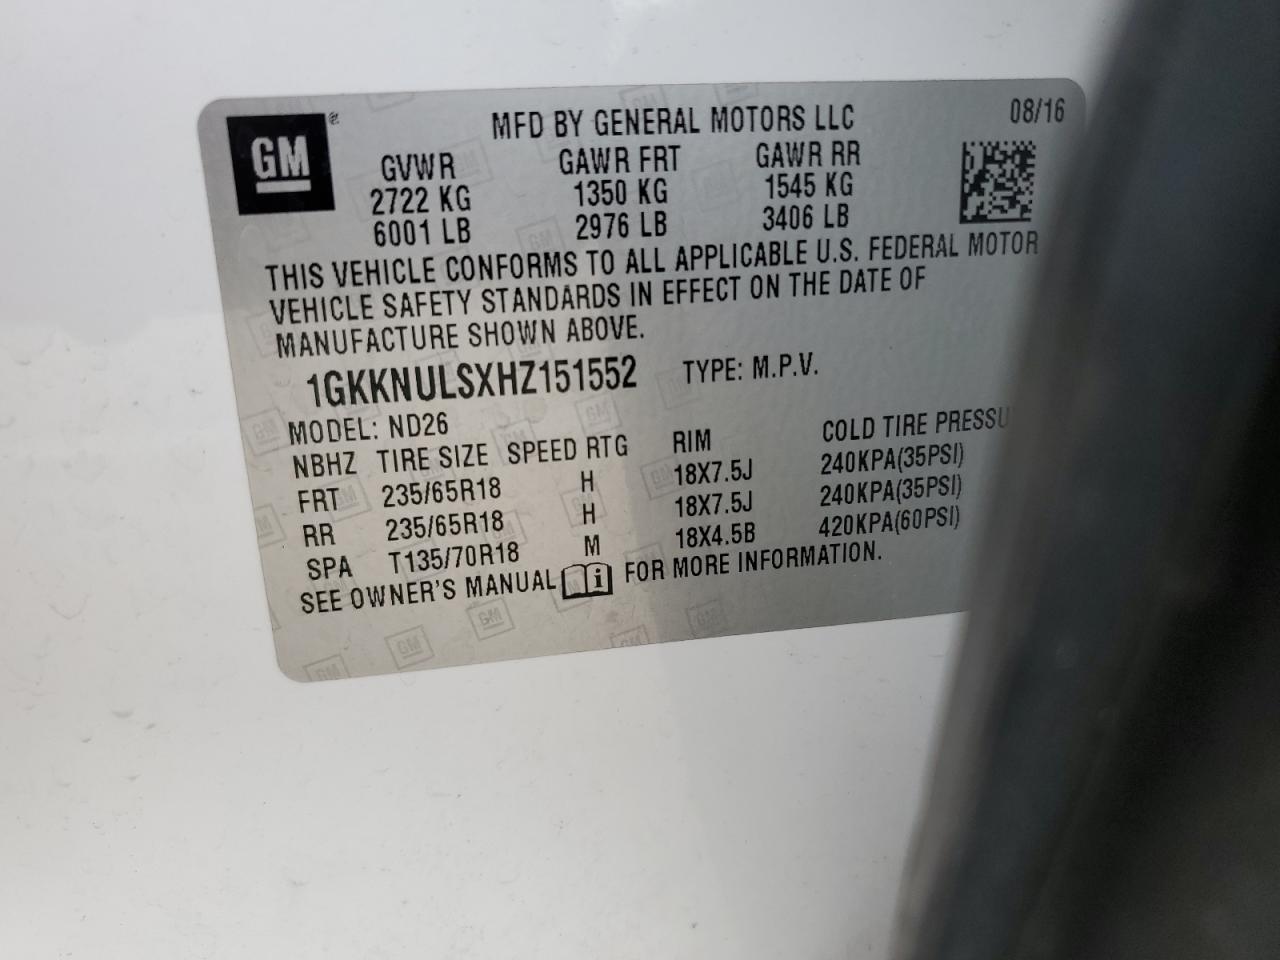 GM ®
MFD BY GENERAL MOTORS LLC 08/16
GVWR GAWR FRT GAWR RR
2722 KG 1350 KG 1545 KG
6001 LB 2976 LB 3406 LB
THIS VEHICLE CONFORMS TO ALL APPLICABLE U.S. FEDERAL MOTOR
VEHICLE SAFETY STANDARDS IN EFFECT ON THE DATE OF
MANUFACTURE SHOWN ABOVE.
1GKKNULSXHZ151552 TYPE: M.P.V.
MODEL: ND26
NBHZ TIRE SIZE SPEED RTG RIM COLD TIRE PRESSU
FRT 235/65R18 H 18X7.5J 240KPA(35PSI)
RR 235/65R18 H 18X7.5J 240KPA(35PSI)
SPA T135/70R18 M 18X4.5B 420KPA(60PSI)
SEE OWNER'S MANUAL i FOR MORE INFORMATION.